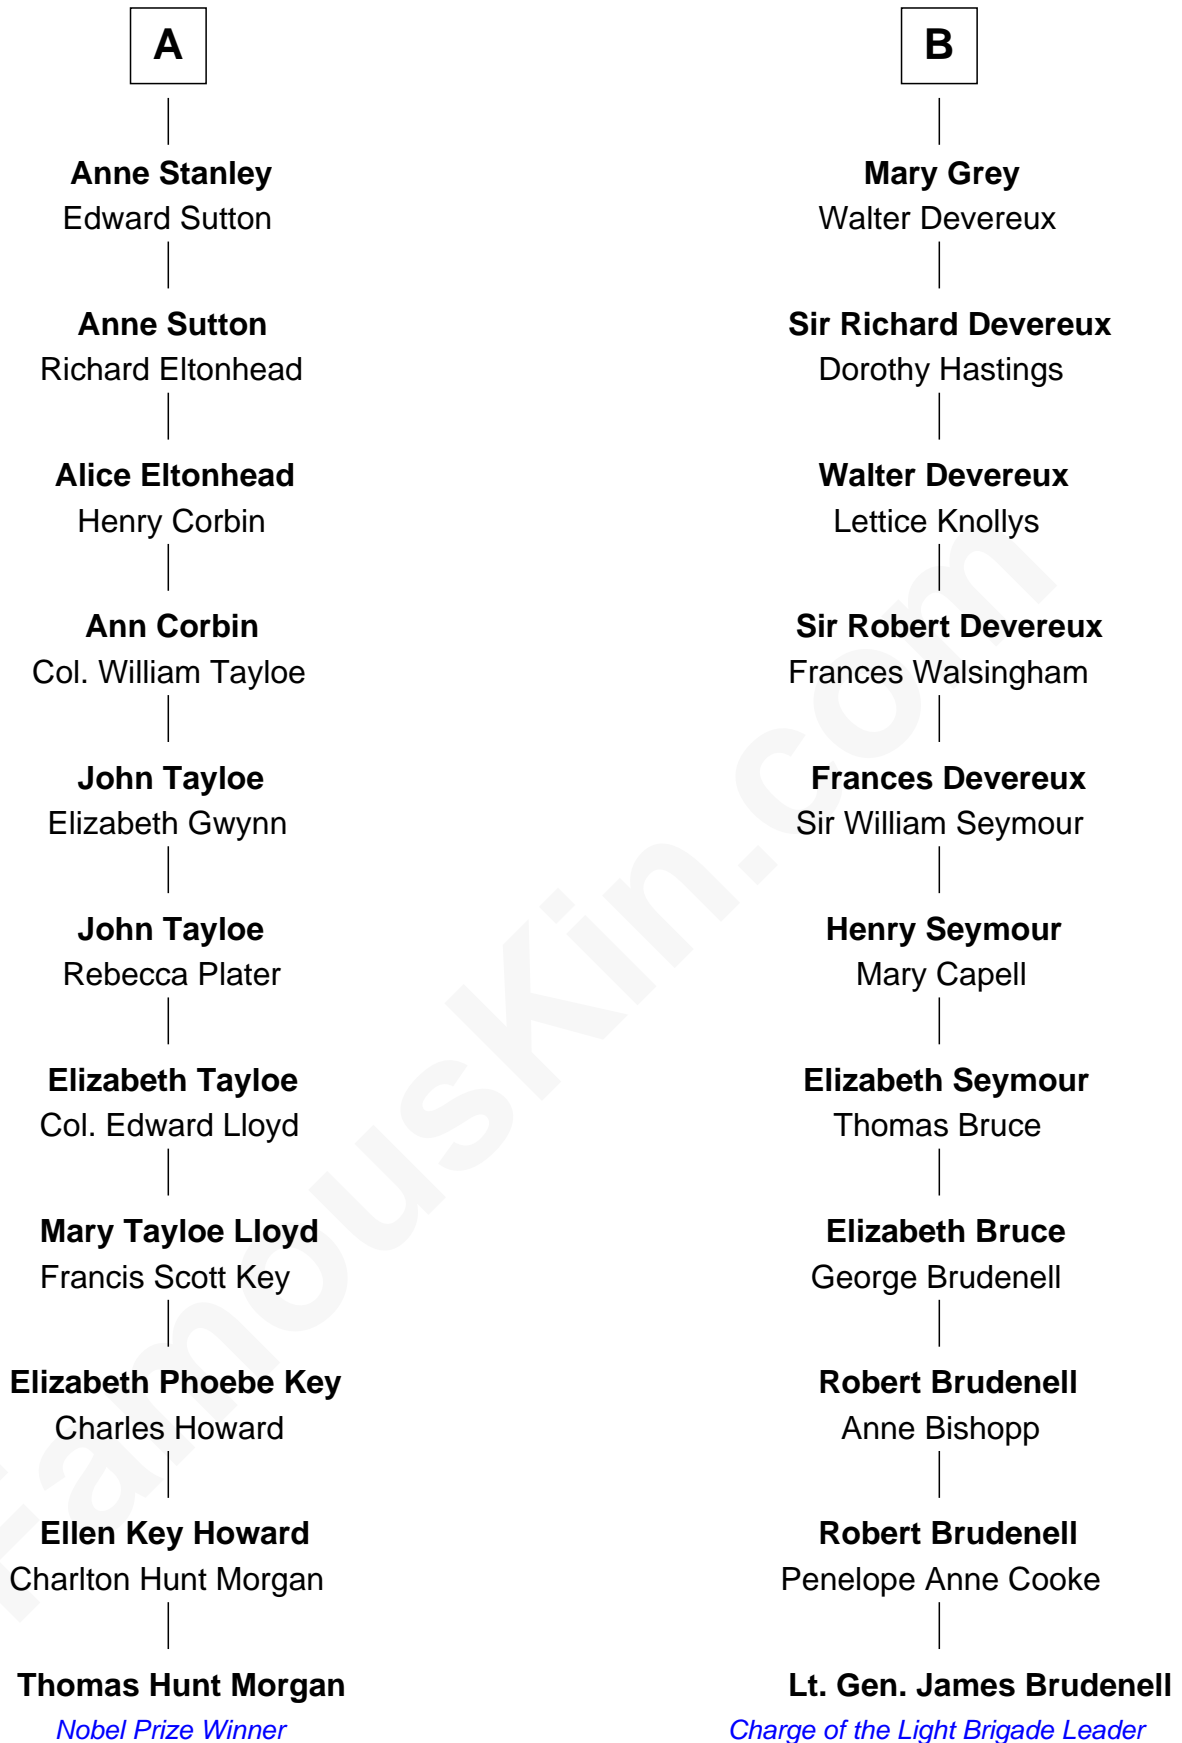 A
Anne Stanley
Edward Sutton
Anne Sutton
Richard Eltonhead
Alice Eltonhead
Henry Corbin
Ann Corbin
Col. William Tayloe
John Tayloe
Elizabeth Gwynn
John Tayloe
Rebecca Plater
Elizabeth Tayloe
Col. Edward Lloyd
Mary Tayloe Lloyd
Francis Scott Key
Elizabeth Phoebe Key
Charles Howard
Ellen Key Howard
Charlton Hunt Morgan
Thomas Hunt Morgan
Nobel Prize Winner
B
Mary Grey
Walter Devereux
Sir Richard Devereux
Dorothy Hastings
Walter Devereux
Lettice Knollys
Sir Robert Devereux
Frances Walsingham
Frances Devereux
Sir William Seymour
Henry Seymour
Mary Capell
Elizabeth Seymour
Thomas Bruce
Elizabeth Bruce
George Brudenell
Robert Brudenell
Anne Bishopp
Robert Brudenell
Penelope Anne Cooke
Lt. Gen. James Brudenell
Charge of the Light Brigade Leader
FamousKin.com